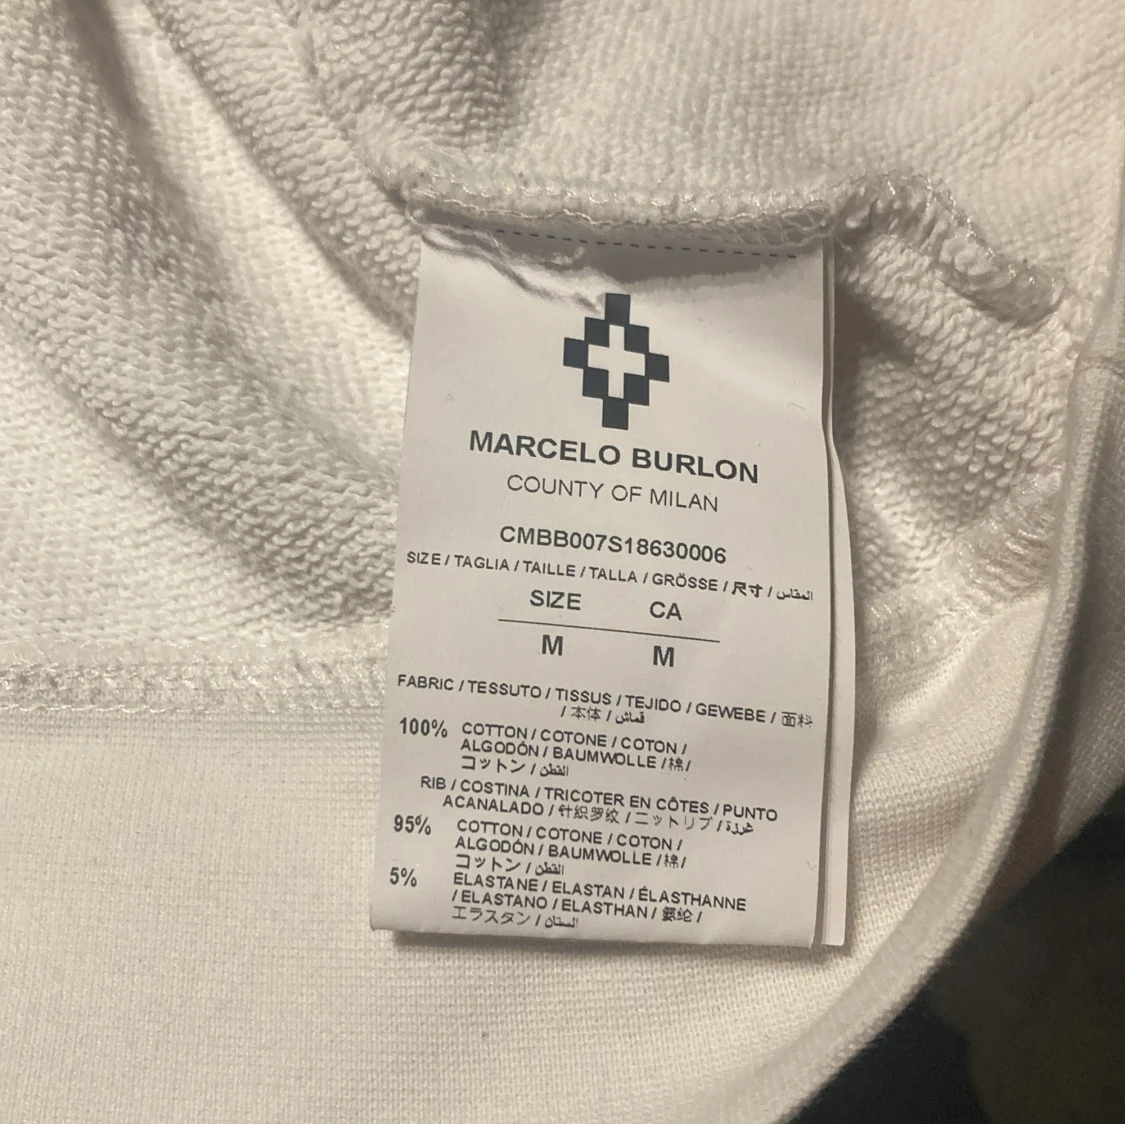 MARCELO BURLON
COUNTY OF MILAN
CMBB007S18630006
SIZE / TAGLIA / TAILLE / TALLA / GRÖSSE / 尺寸 / المقاس
SIZE CA
M M
FABRIC / TESSUTO / TISSUS / TEJIDO / GEWEBE / 面料
/ 本体 / قماش
100% COTTON / COTONE / COTON /
ALGODÓN / BAUMWOLLE / 棉 /
コットン / القطن
RIB / COSTINA / TRICOTER EN CÔTES / PUNTO
ACANALADO / 针织罗纹 / ニットリブ /
95% COTTON / COTONE / COTON /
ALGODÓN / BAUMWOLLE / 棉 /
コットン / القطن
5% ELASTANE / ELASTAN / ÉLASTHANNE
/ ELASTANO / ELASTHAN / 氨纶 /
エラスタン /